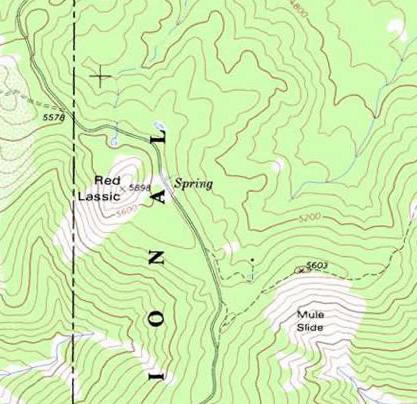 4800
5578
L
Red
Lassic
5898
Spring
A
5600
5200
N
5603
O
Mule
Slide
I